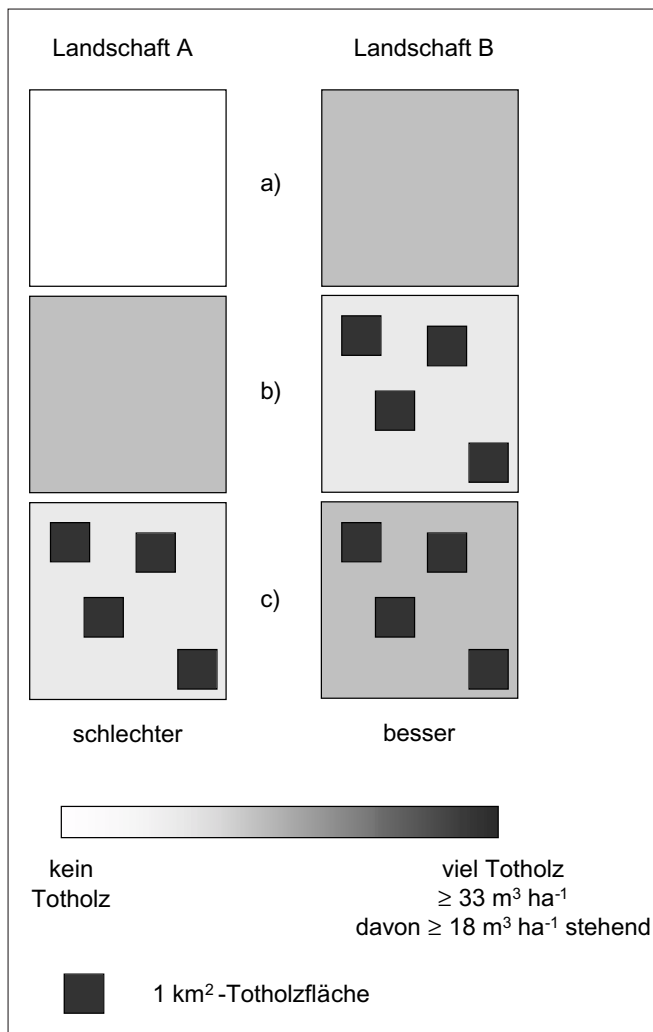 Landschaft A
Landschaft B
a)
b)
c)
schlechter
besser
kein
Totholz
viel Totholz
≥ 33 m³ ha⁻¹
davon ≥ 18 m³ ha⁻¹ stehend
1 km²-Totholzfläche